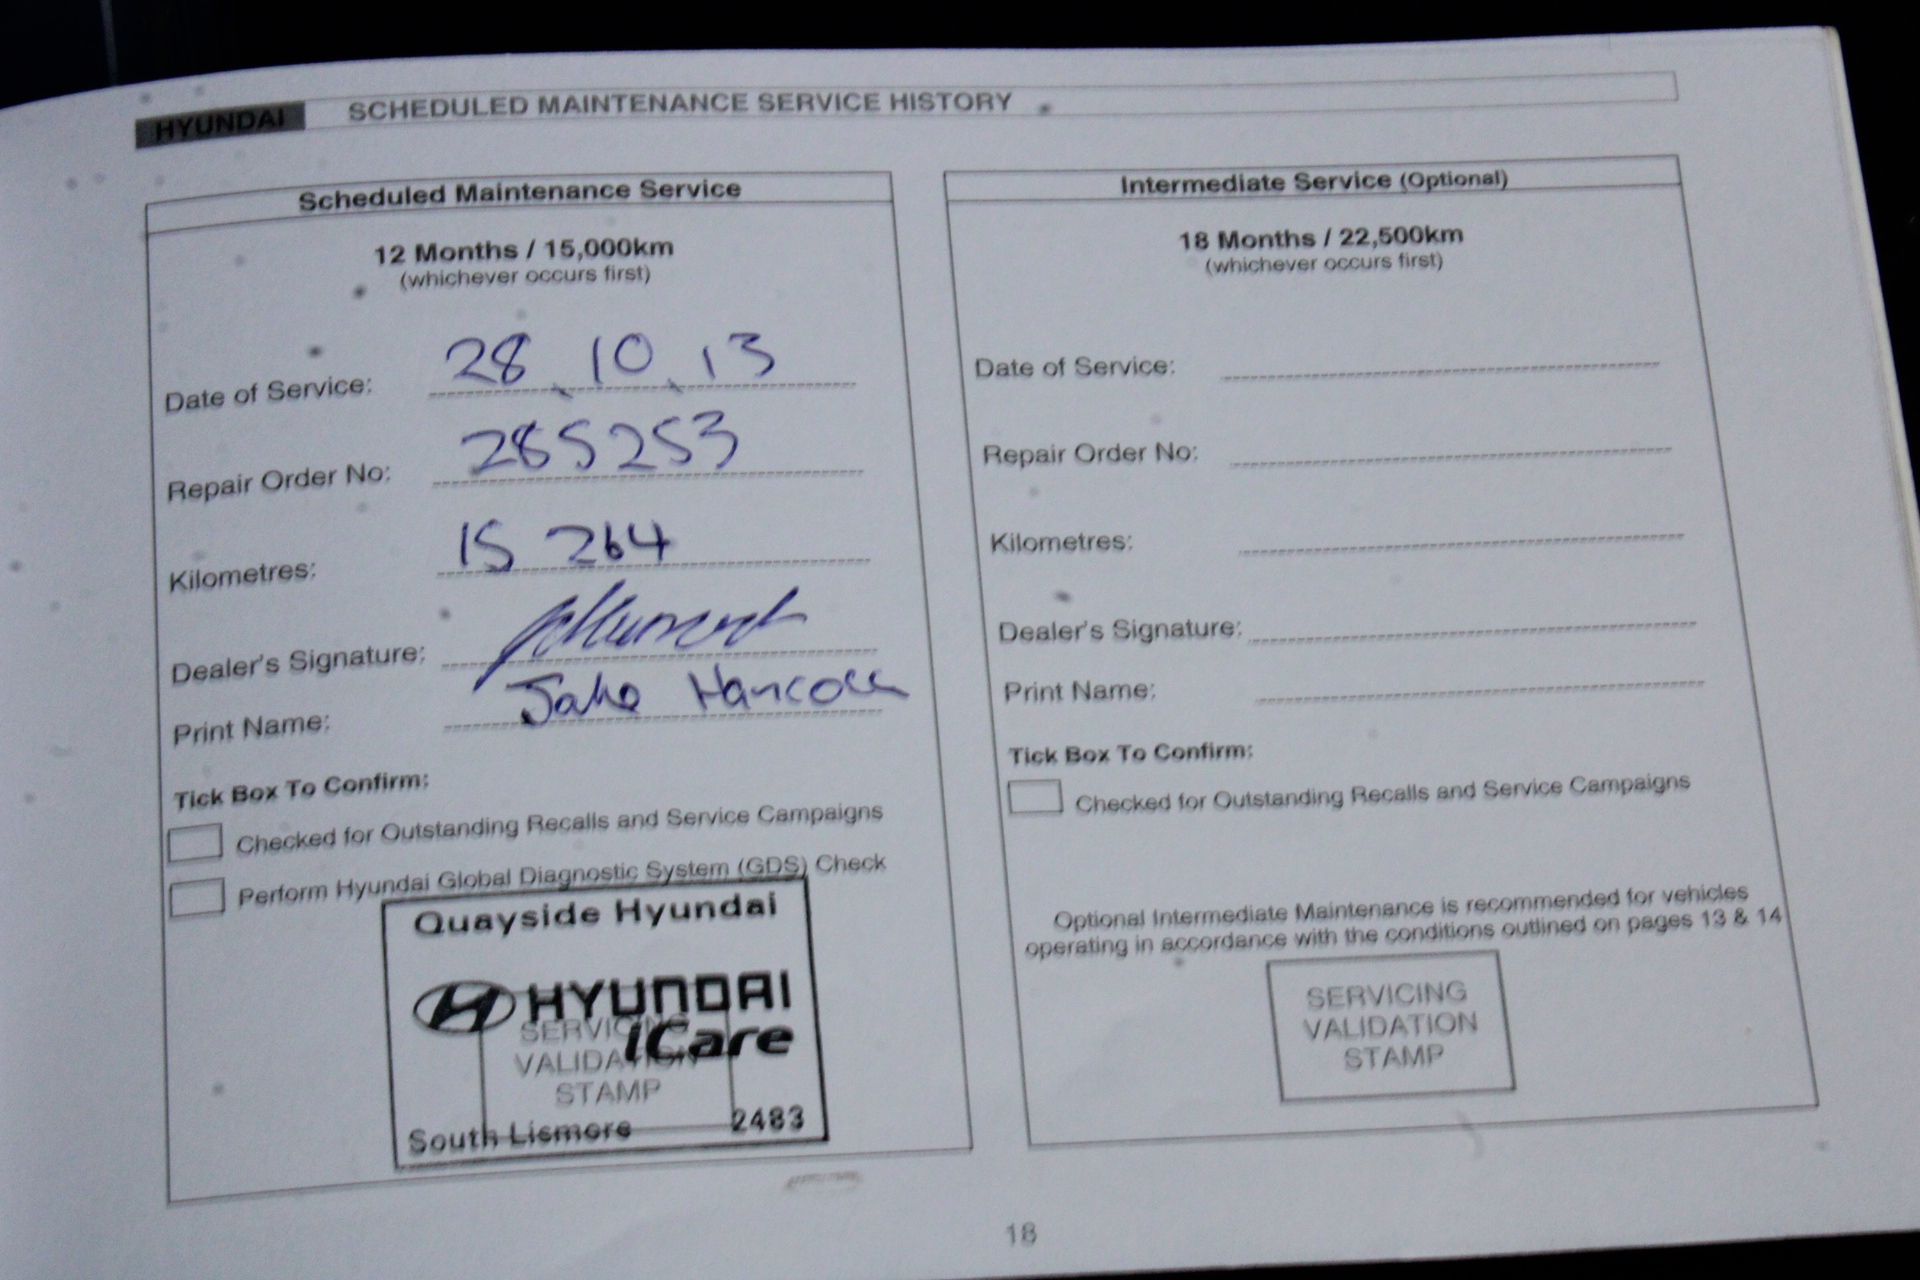 HYUNDAI SCHEDULED MAINTENANCE SERVICE HISTORY
Scheduled Maintenance Service
12 Months / 15,000km
(whichever occurs first)
Date of Service: 28.10.13
Repair Order No: 285253
Kilometres: 15 264
Dealer's Signature:
Print Name: Jake Hancock
Tick Box To Confirm:
Checked for Outstanding Recalls and Service Campaigns
Perform Hyundai Global Diagnostic System (GDS) Check
Quayside Hyundai
HYUNDAI
iCare
SERVICING
VALIDATION
STAMP
South Lismore 2483
Intermediate Service (Optional)
18 Months / 22,500km
(whichever occurs first)
Date of Service:
Repair Order No:
Kilometres:
Dealer's Signature:
Print Name:
Tick Box To Confirm:
Checked for Outstanding Recalls and Service Campaigns
Optional Intermediate Maintenance is recommended for vehicles
operating in accordance with the conditions outlined on pages 13 & 14
SERVICING
VALIDATION
STAMP
18